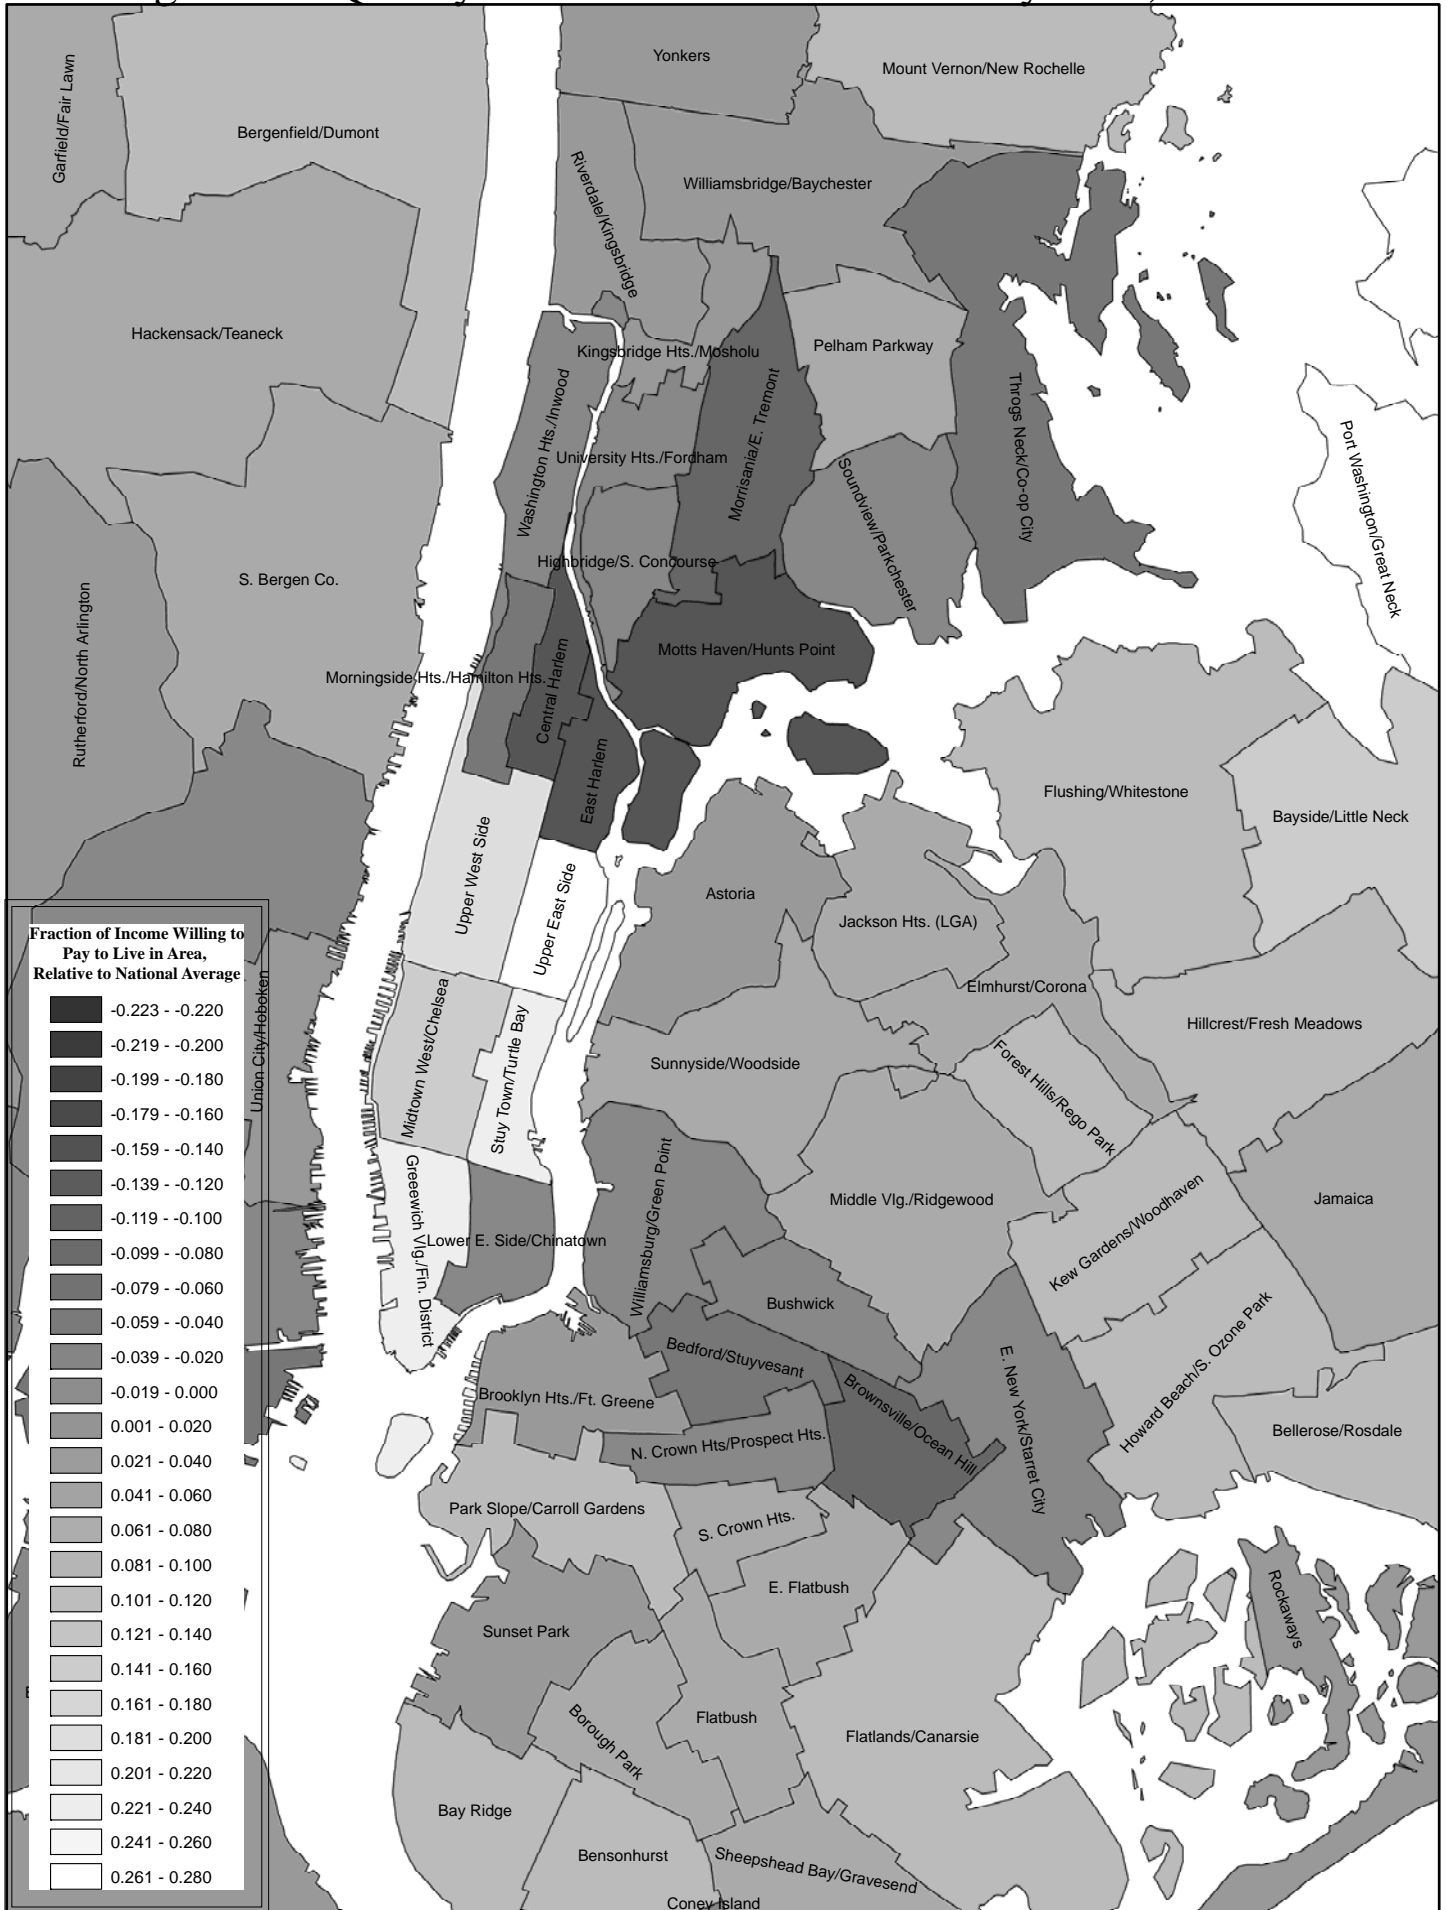 Yonkers
Mount Vernon/New Rochelle
Garfield/Fair Lawn
Bergenfield/Dumont
Riverdale/Kingsbridge
Williamsbridge/Baychester
Hackensack/Teaneck
Kingsbridge Hts./Mosholu
Pelham Parkway
Washington Hts./Inwood
University Hts./Fordham
Morrisania/E. Tremont
Throgs Neck/Co-op City
Port Washington/Great Neck
Soundview/Parkchester
Highbridge/S. Concourse
S. Bergen Co.
Rutherford/North Arlington
Motts Haven/Hunts Point
Morningside Hts./Hamilton Hts.
Central Harlem
East Harlem
Flushing/Whitestone
Bayside/Little Neck
Upper West Side
Upper East Side
Astoria
Jackson Hts. (LGA)
Elmhurst/Corona
Hillcrest/Fresh Meadows
Midtown West/Chelsea
Stuy Town/Turtle Bay
Sunnyside/Woodside
Forest Hills/Rego Park
Union City/Hoboken
Greeewich Vlg./Fin. District
Lower E. Side/Chinatown
Williamsburg/Green Point
Middle Vlg./Ridgewood
Kew Gardens/Woodhaven
Jamaica
Bushwick
Bedford/Stuyvesant
Brownsville/Ocean Hill
E. New York/Starret City
Howard Beach/S. Ozone Park
Brooklyn Hts./Ft. Greene
N. Crown Hts/Prospect Hts.
Bellerose/Rosdale
Park Slope/Carroll Gardens
S. Crown Hts.
E. Flatbush
Rockaways
Sunset Park
Borough Park
Flatbush
Flatlands/Canarsie
Bay Ridge
Bensonhurst
Sheepshead Bay/Gravesend
Coney Island
Fraction of Income Willing to
Pay to Live in Area,
Relative to National Average
-0.223 - -0.220
-0.219 - -0.200
-0.199 - -0.180
-0.179 - -0.160
-0.159 - -0.140
-0.139 - -0.120
-0.119 - -0.100
-0.099 - -0.080
-0.079 - -0.060
-0.059 - -0.040
-0.039 - -0.020
-0.019 - 0.000
0.001 - 0.020
0.021 - 0.040
0.041 - 0.060
0.061 - 0.080
0.081 - 0.100
0.101 - 0.120
0.121 - 0.140
0.141 - 0.160
0.161 - 0.180
0.181 - 0.200
0.201 - 0.220
0.221 - 0.240
0.241 - 0.260
0.261 - 0.280